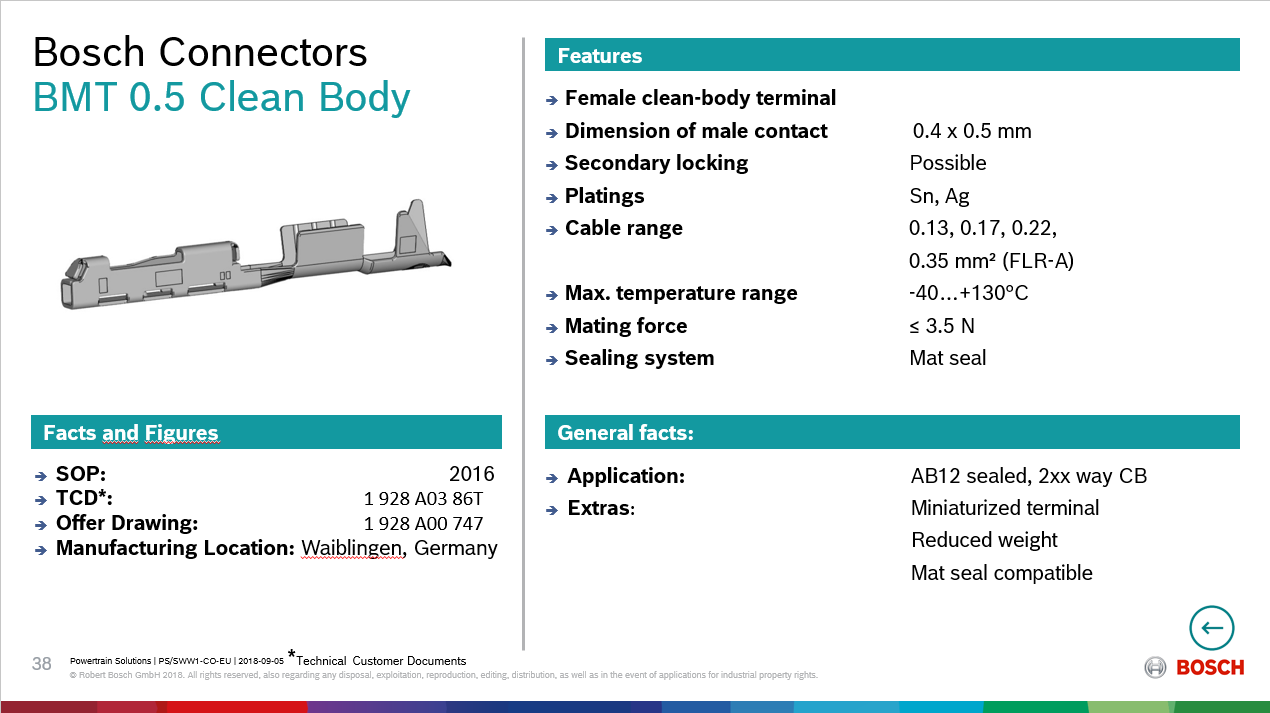 Bosch Connectors
BMT 0.5 Clean Body
Features
Female clean-body terminal
Dimension of male contact 0.4 x 0.5 mm
Secondary locking Possible
Platings Sn, Ag
Cable range 0.13, 0.17, 0.22,
0.35 mm² (FLR-A)
Max. temperature range -40…+130°C
Mating force ≤ 3.5 N
Sealing system Mat seal
Facts and Figures
SOP: 2016
TCD*: 1 928 A03 86T
Offer Drawing: 1 928 A00 747
Manufacturing Location: Waiblingen, Germany
General facts:
Application: AB12 sealed, 2xx way CB
Extras: Miniaturized terminal
Reduced weight
Mat seal compatible
38 Powertrain Solutions | PS/SWW1-CO-EU | 2018-09-05 *Technical Customer Documents
© Robert Bosch GmbH 2018. All rights reserved, also regarding any disposal, exploitation, reproduction, editing, distribution, as well as in the event of applications for industrial property rights.
BOSCH